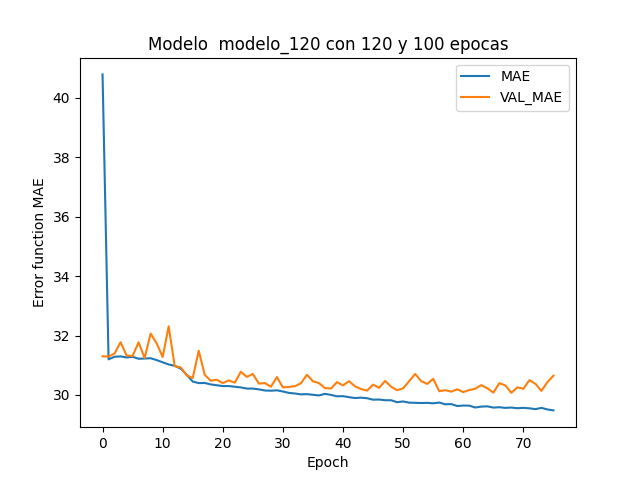 Modelo  modelo_120 con 120 y 100 epocas
MAE
VAL_MAE
Error function MAE
40
38
36
34
32
30
0 10 20 30 40 50 60 70
Epoch